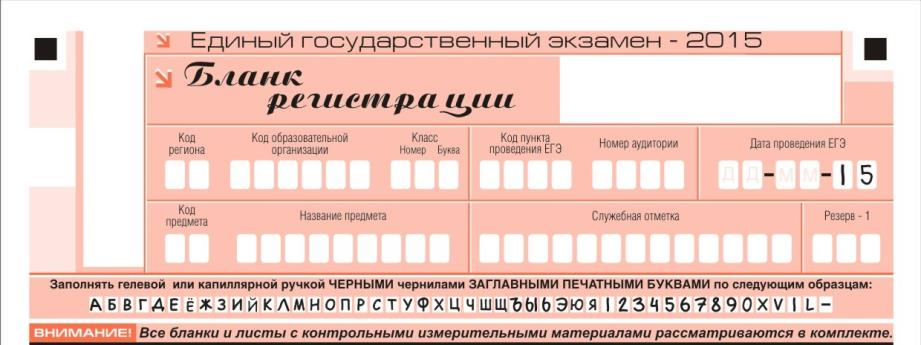 Единый государственный экзамен - 2015
Бланк
регистрации
Код региона
Код образовательной организации
Класс
Номер Буква
Код пункта проведения ЕГЭ
Номер аудитории
Дата проведения ЕГЭ
ДД-ММ-15
Код предмета
Название предмета
Служебная отметка
Резерв - 1
Заполнять гелевой или капиллярной ручкой ЧЕРНЫМИ чернилами ЗАГЛАВНЫМИ ПЕЧАТНЫМИ БУКВАМИ по следующим образцам:
АБВГДЕЁЖЗИЙКЛМНОПРСТУФХЦЧШЩЪЫЬЭЮЯ1234567890XVIL-
ВНИМАНИЕ! Все бланки и листы с контрольными измерительными материалами рассматриваются в комплекте.